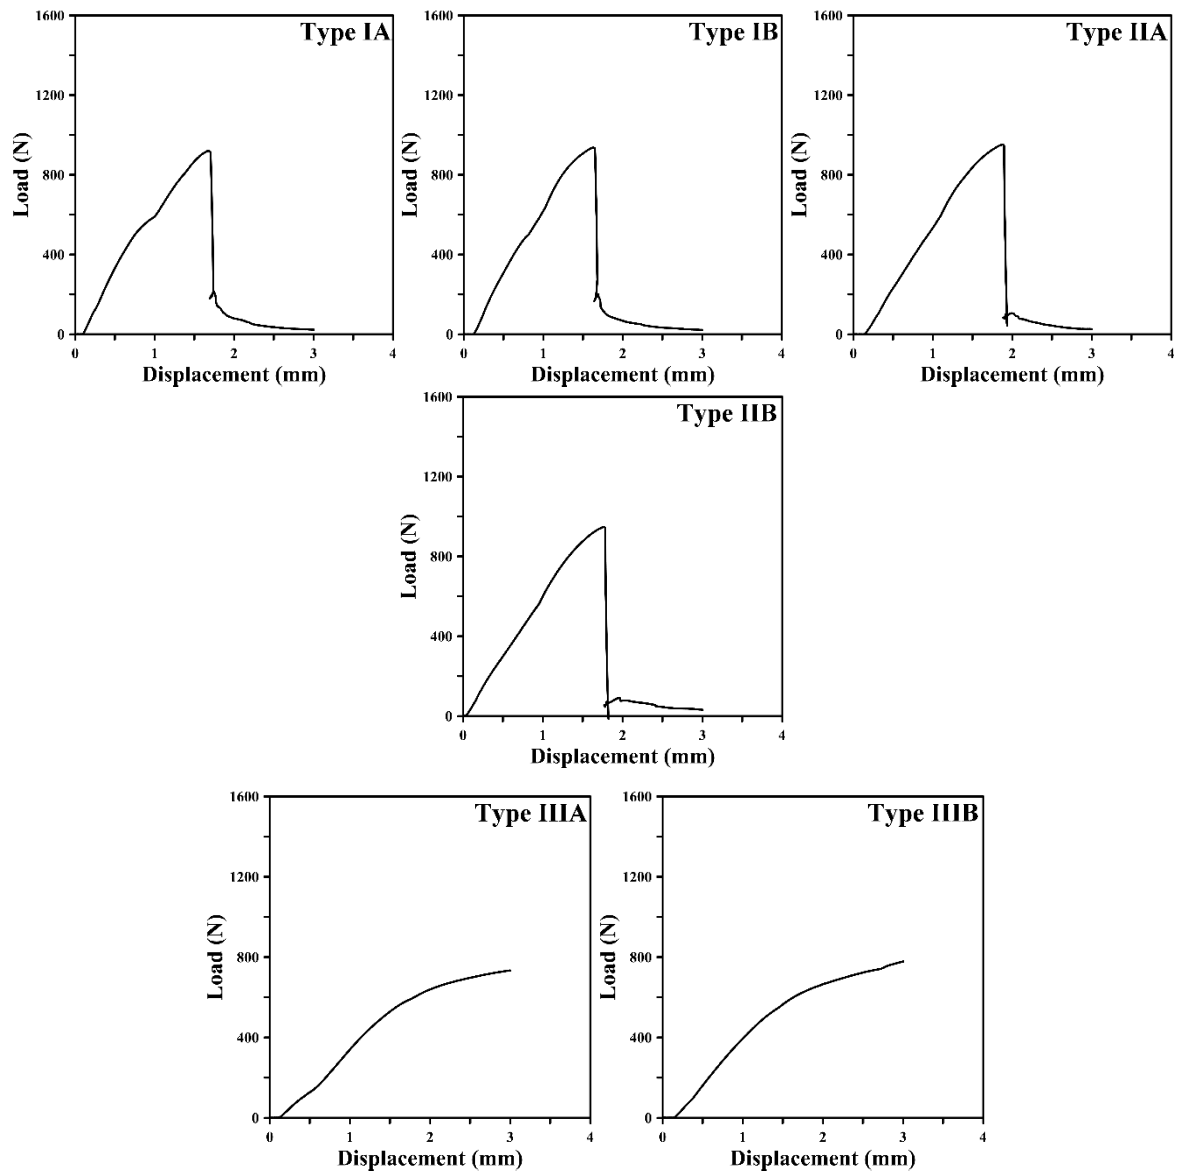 Type IA
1600
1200
800
400
0
Load (N)
0 1 2 3 4
Displacement (mm)
Type IB
1600
1200
800
400
0
Load (N)
0 1 2 3 4
Displacement (mm)
Type IIA
1600
1200
800
400
0
Load (N)
0 1 2 3 4
Displacement (mm)
Type IIB
1600
1200
800
400
0
Load (N)
0 1 2 3 4
Displacement (mm)
Type IIIA
1600
1200
800
400
0
Load (N)
0 1 2 3 4
Displacement (mm)
Type IIIB
1600
1200
800
400
0
Load (N)
0 1 2 3 4
Displacement (mm)